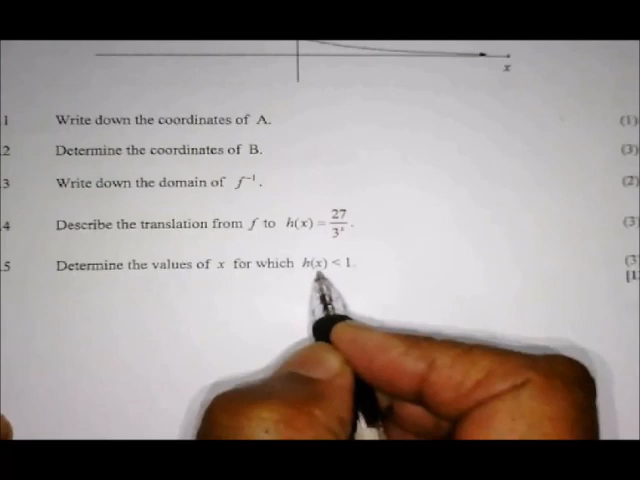 x
.1 Write down the coordinates of A. (1)
.2 Determine the coordinates of B. (3)
.3 Write down the domain of f⁻¹. (2)
.4 Describe the translation from f to h(x) = 27/3ˣ. (3)
.5 Determine the values of x for which h(x) < 1. (3)
[1